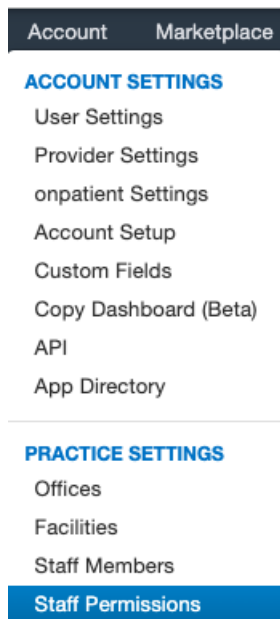 Account Marketplace
ACCOUNT SETTINGS
User Settings
Provider Settings
onpatient Settings
Account Setup
Custom Fields
Copy Dashboard (Beta)
API
App Directory
PRACTICE SETTINGS
Offices
Facilities
Staff Members
Staff Permissions